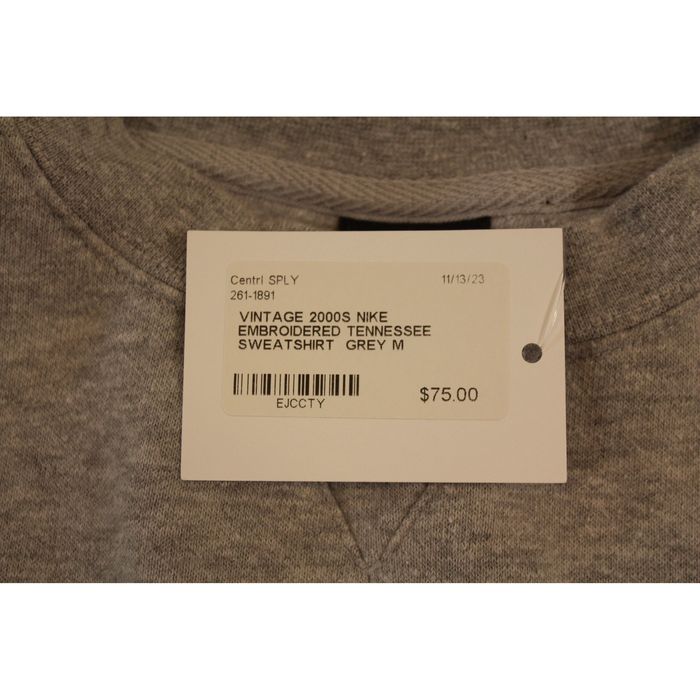 Centrl SPLY 11/13/23
261-1891
VINTAGE 2000S NIKE
EMBROIDERED TENNESSEE
SWEATSHIRT GREY M
EJCCTY $75.00